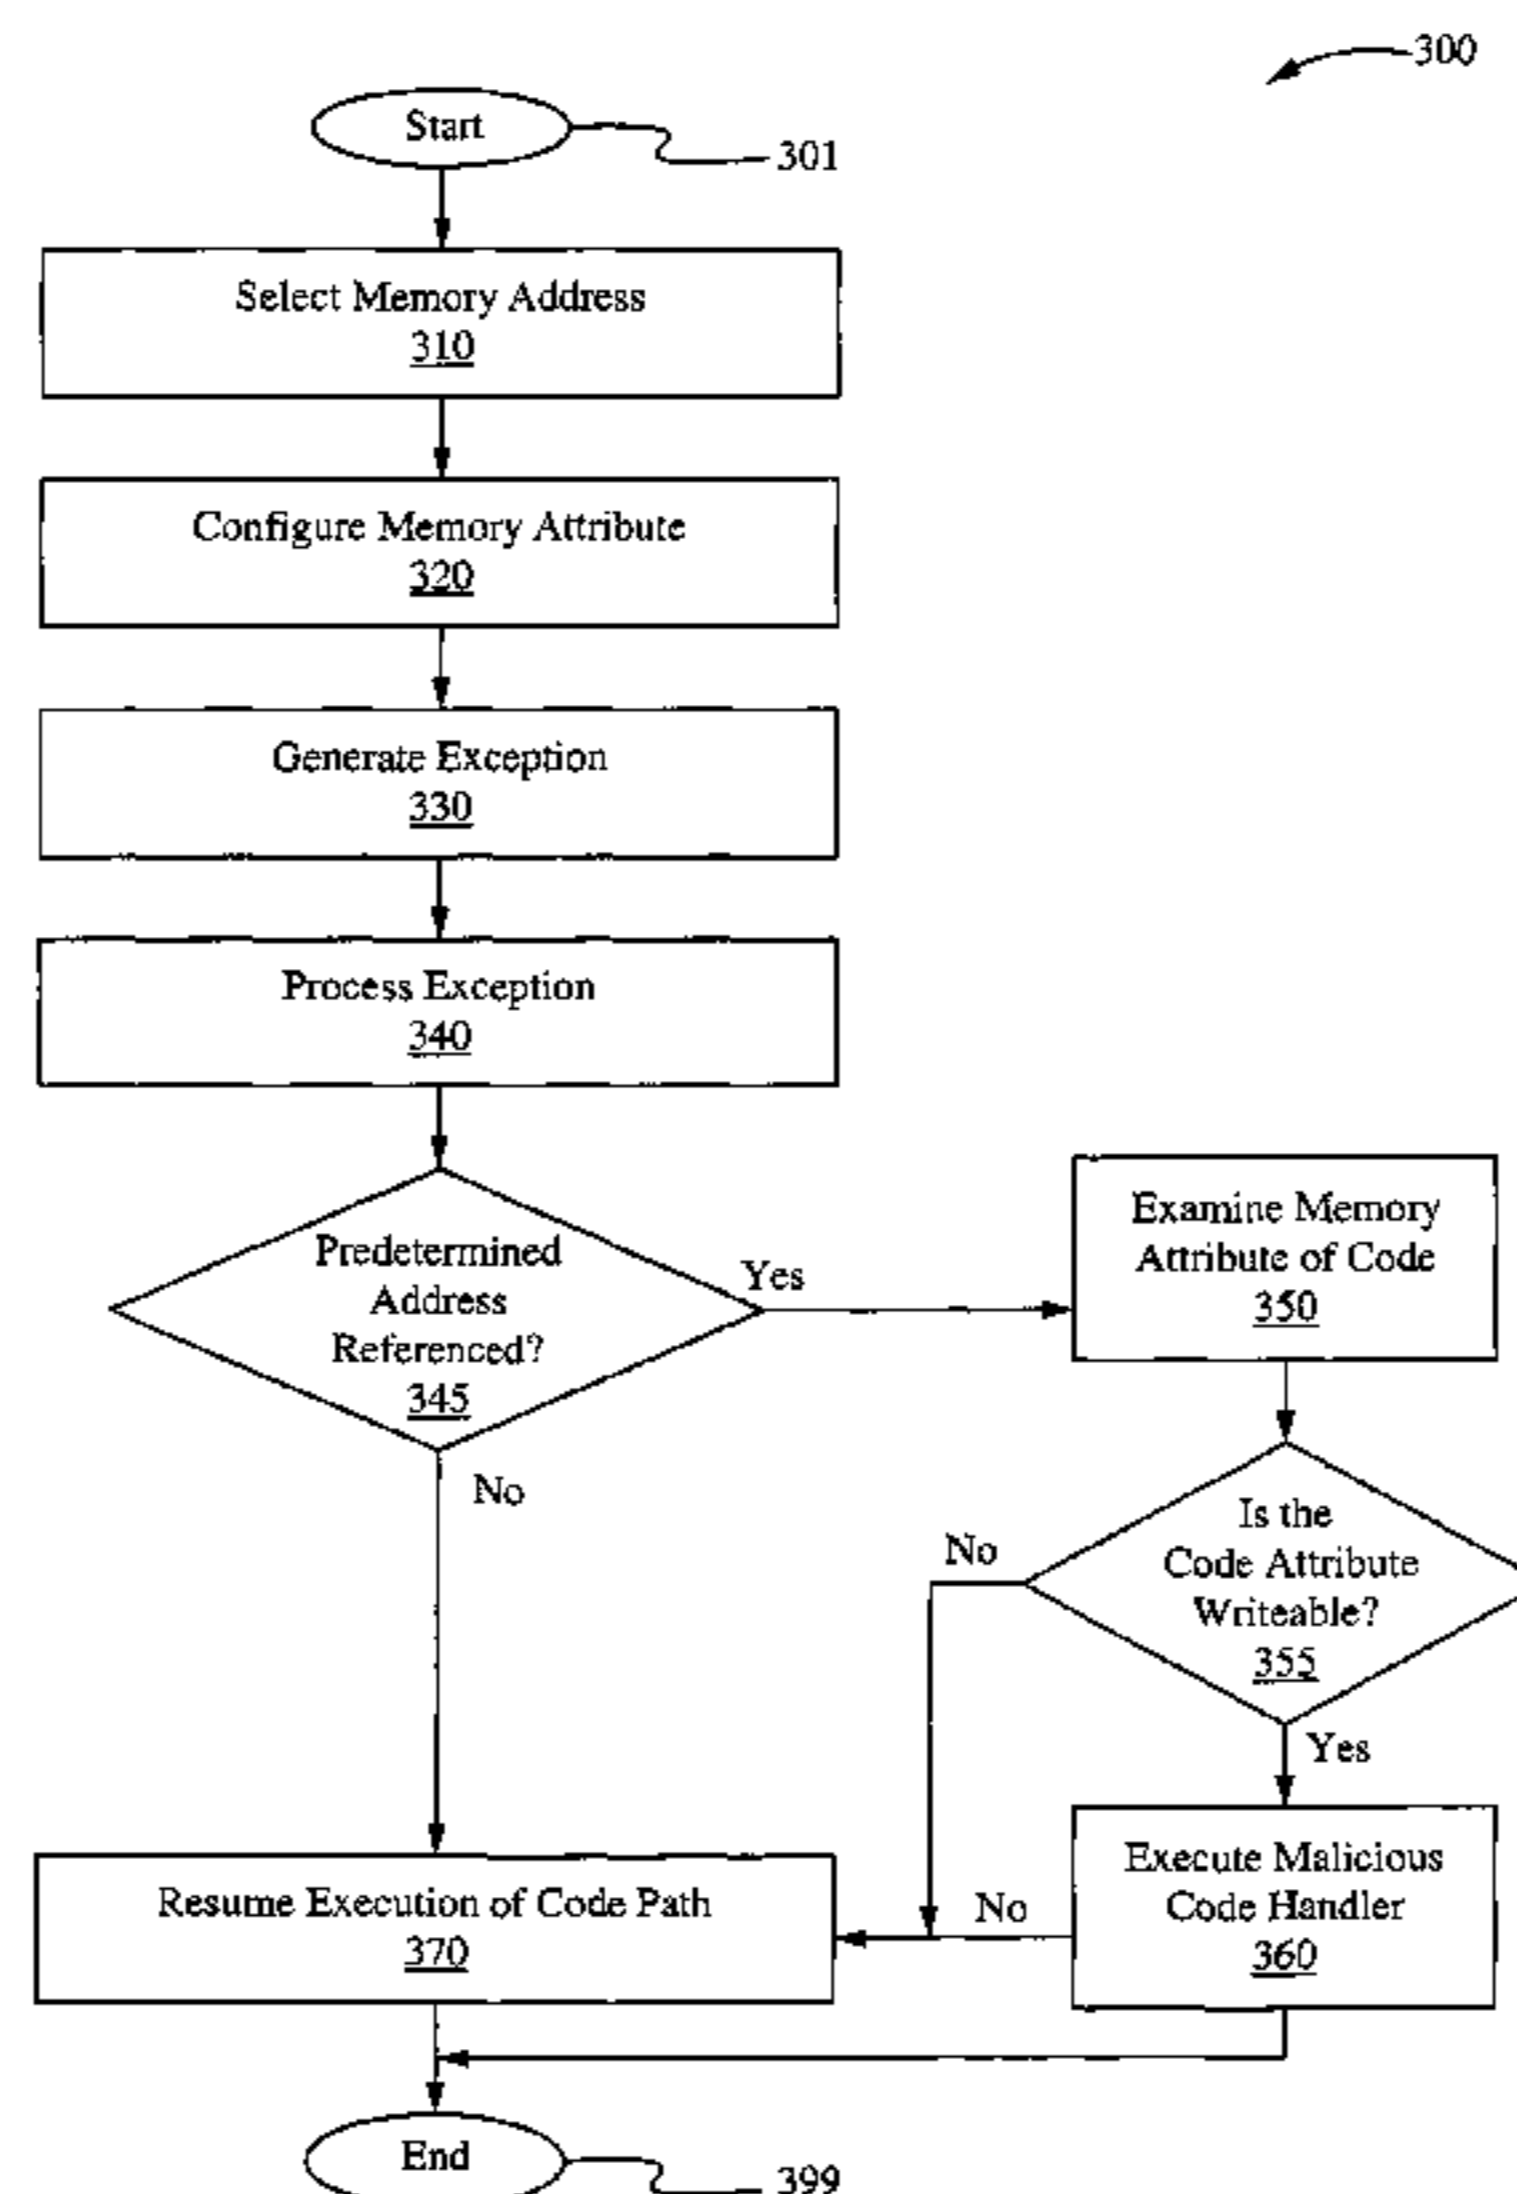 300
Start
301
Select Memory Address
310
Configure Memory Attribute
320
Generate Exception
330
Process Exception
340
Predetermined
Address
Referenced?
345
Yes
No
Examine Memory
Attribute of Code
350
Is the
Code Attribute
Writeable?
355
No
Yes
Execute Malicious
Code Handler
360
No
Resume Execution of Code Path
370
End
399